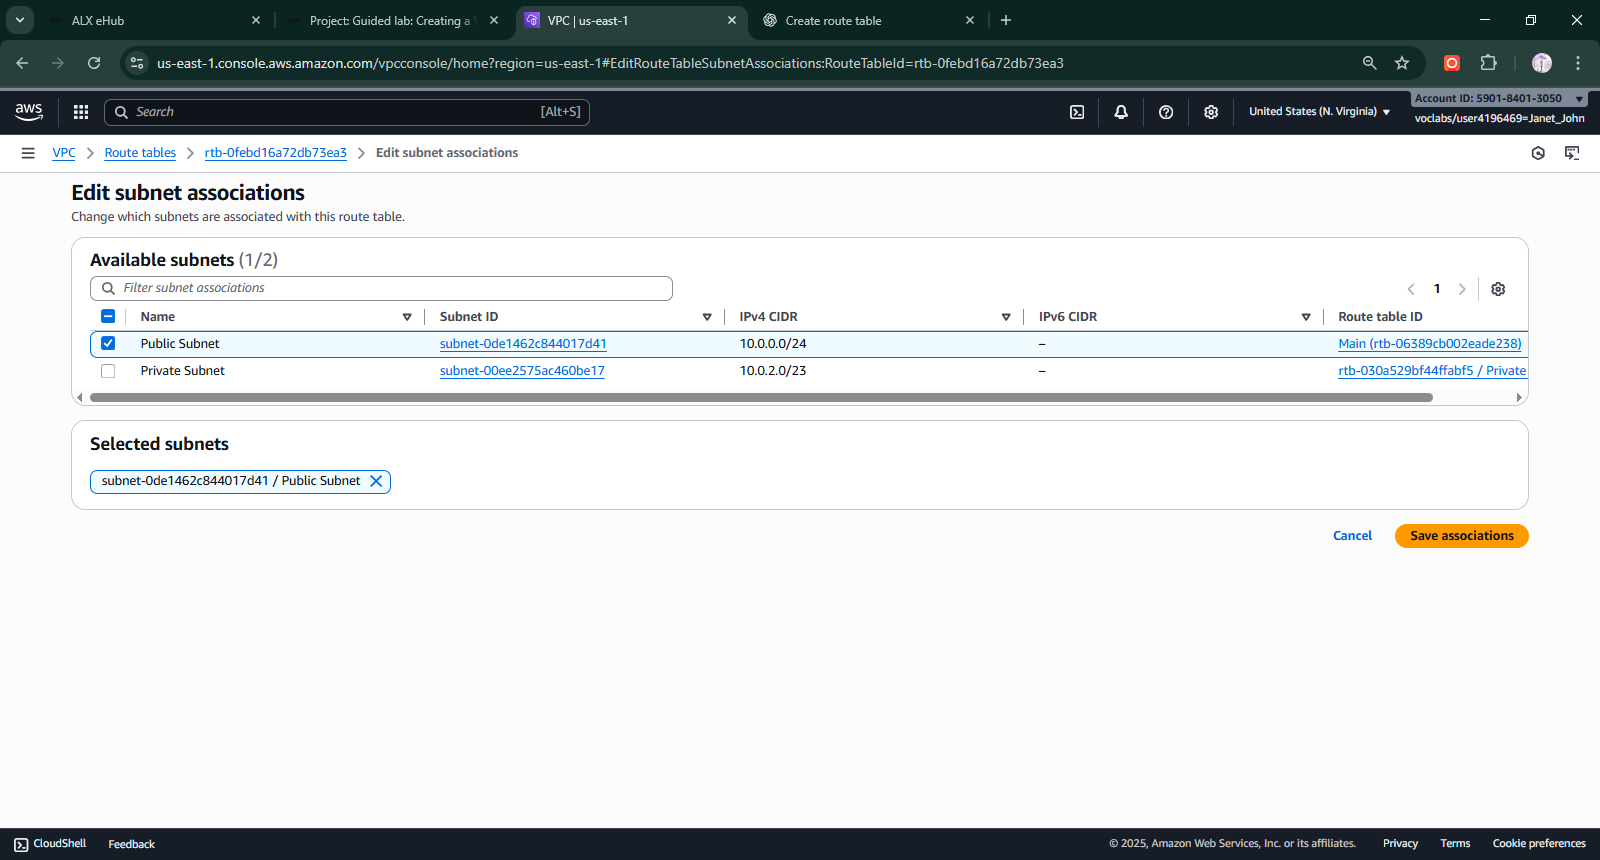 ALX eHub
Project: Guided lab: Creating a
VPC | us-east-1
Create route table
us-east-1.console.aws.amazon.com/vpcconsole/home?region=us-east-1#EditRouteTableSubnetAssociations:RouteTableId=rtb-0febd16a72db73ea3
aws
Search
[Alt+S]
United States (N. Virginia)
Account ID: 5901-8401-3050
voclabs/user4196469=Janet_John
VPC
Route tables
rtb-0febd16a72db73ea3
Edit subnet associations
Edit subnet associations
Change which subnets are associated with this route table.
Available subnets (1/2)
Filter subnet associations
1
Name
Subnet ID
IPv4 CIDR
IPv6 CIDR
Route table ID
Public Subnet
subnet-0de1462c844017d41
10.0.0.0/24
–
Main (rtb-06389cb002eade238)
Private Subnet
subnet-00ee2575ac460be17
10.0.2.0/23
–
rtb-030a529bf44ffabf5 / Private
Selected subnets
subnet-0de1462c844017d41 / Public Subnet
Cancel
Save associations
CloudShell
Feedback
© 2025, Amazon Web Services, Inc. or its affiliates.
Privacy
Terms
Cookie preferences